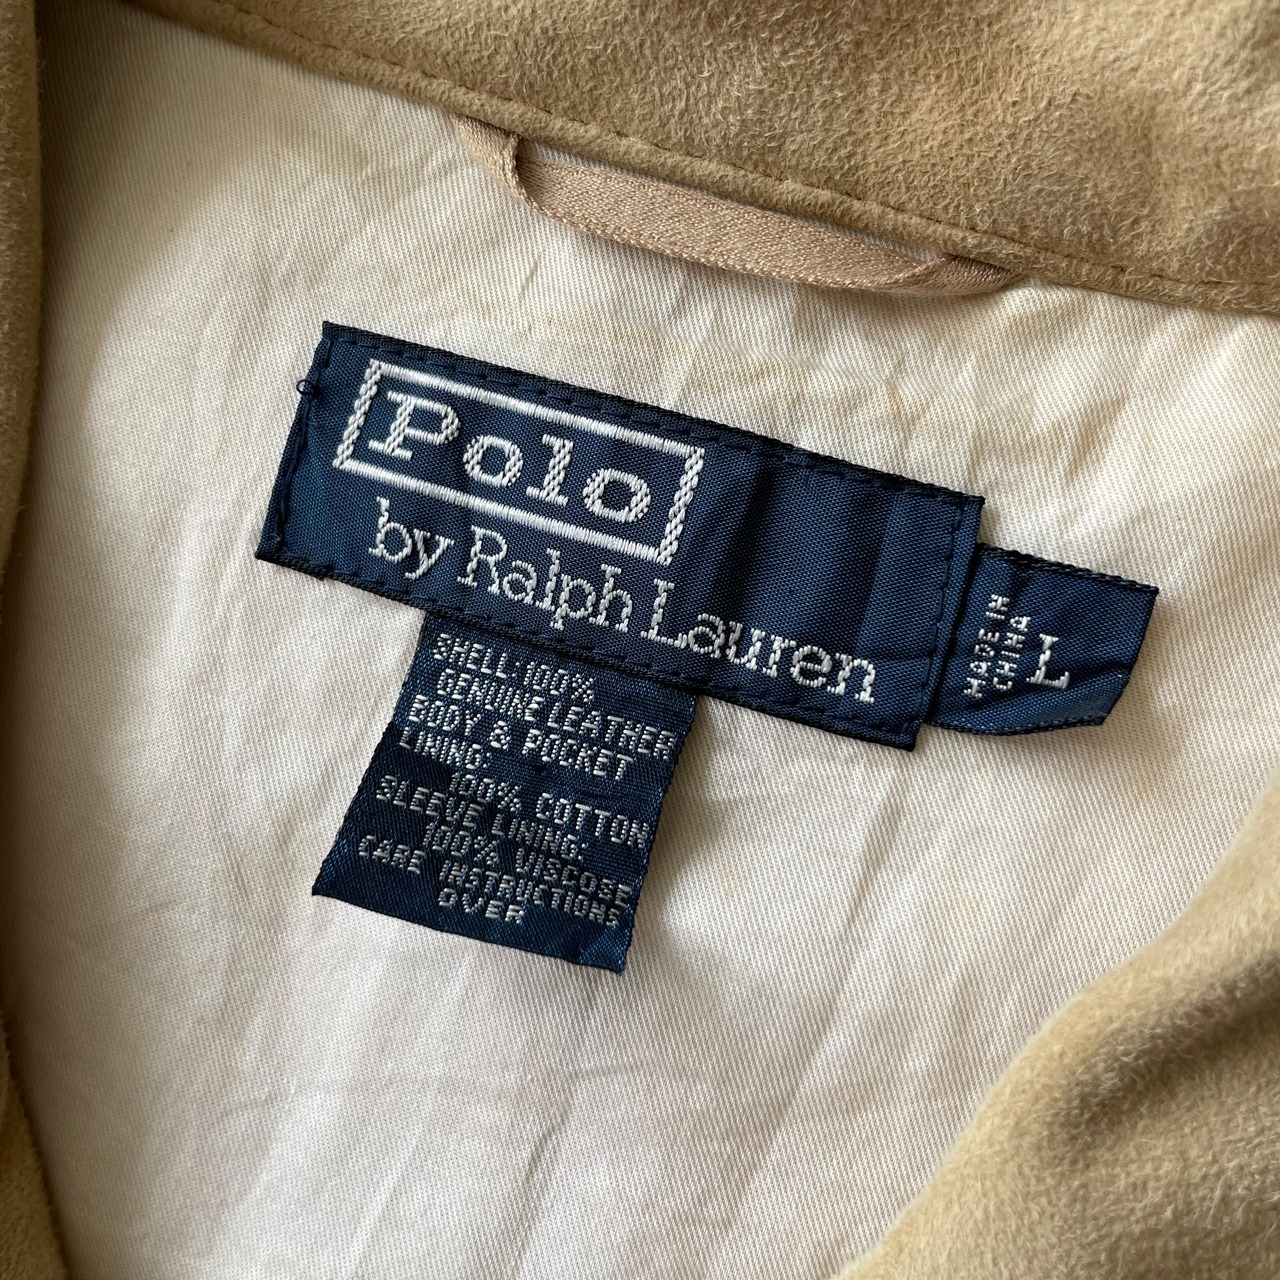 Polo
by Ralph Lauren
MADE IN
CHINA
L
SHELL:100%
GENUINE LEATHER
BODY & POCKET
LINING:
100% COTTON
SLEEVE LINING:
100% VISCOSE
CARE INSTRUCTIONS
OVER